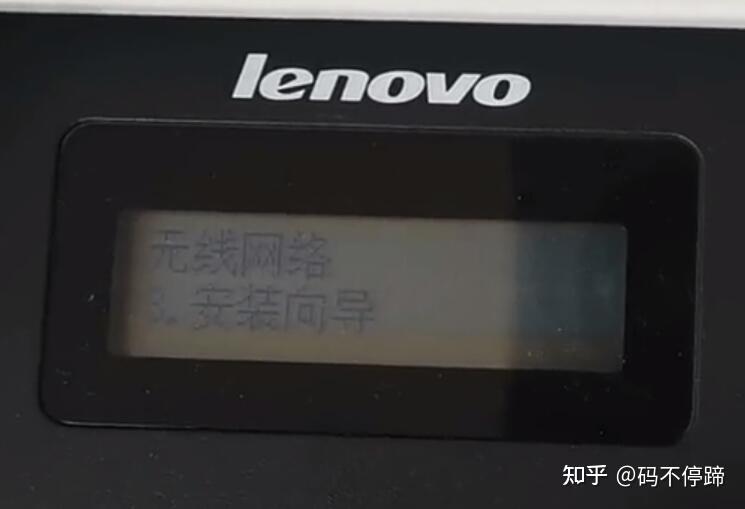 lenovo
无线网络
3.安装向导
知乎 @码不停蹄